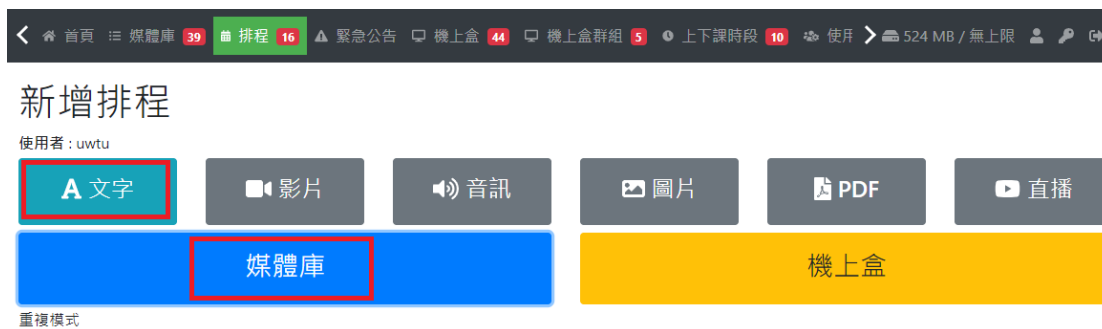 首頁 媒體庫 39 排程 16 緊急公告 機上盒 44 機上盒群組 5 上下課時段 10 使用 524 MB / 無上限
新增排程
使用者 : uwtu
A 文字 影片 音訊 圖片 PDF 直播
媒體庫 機上盒
重複模式